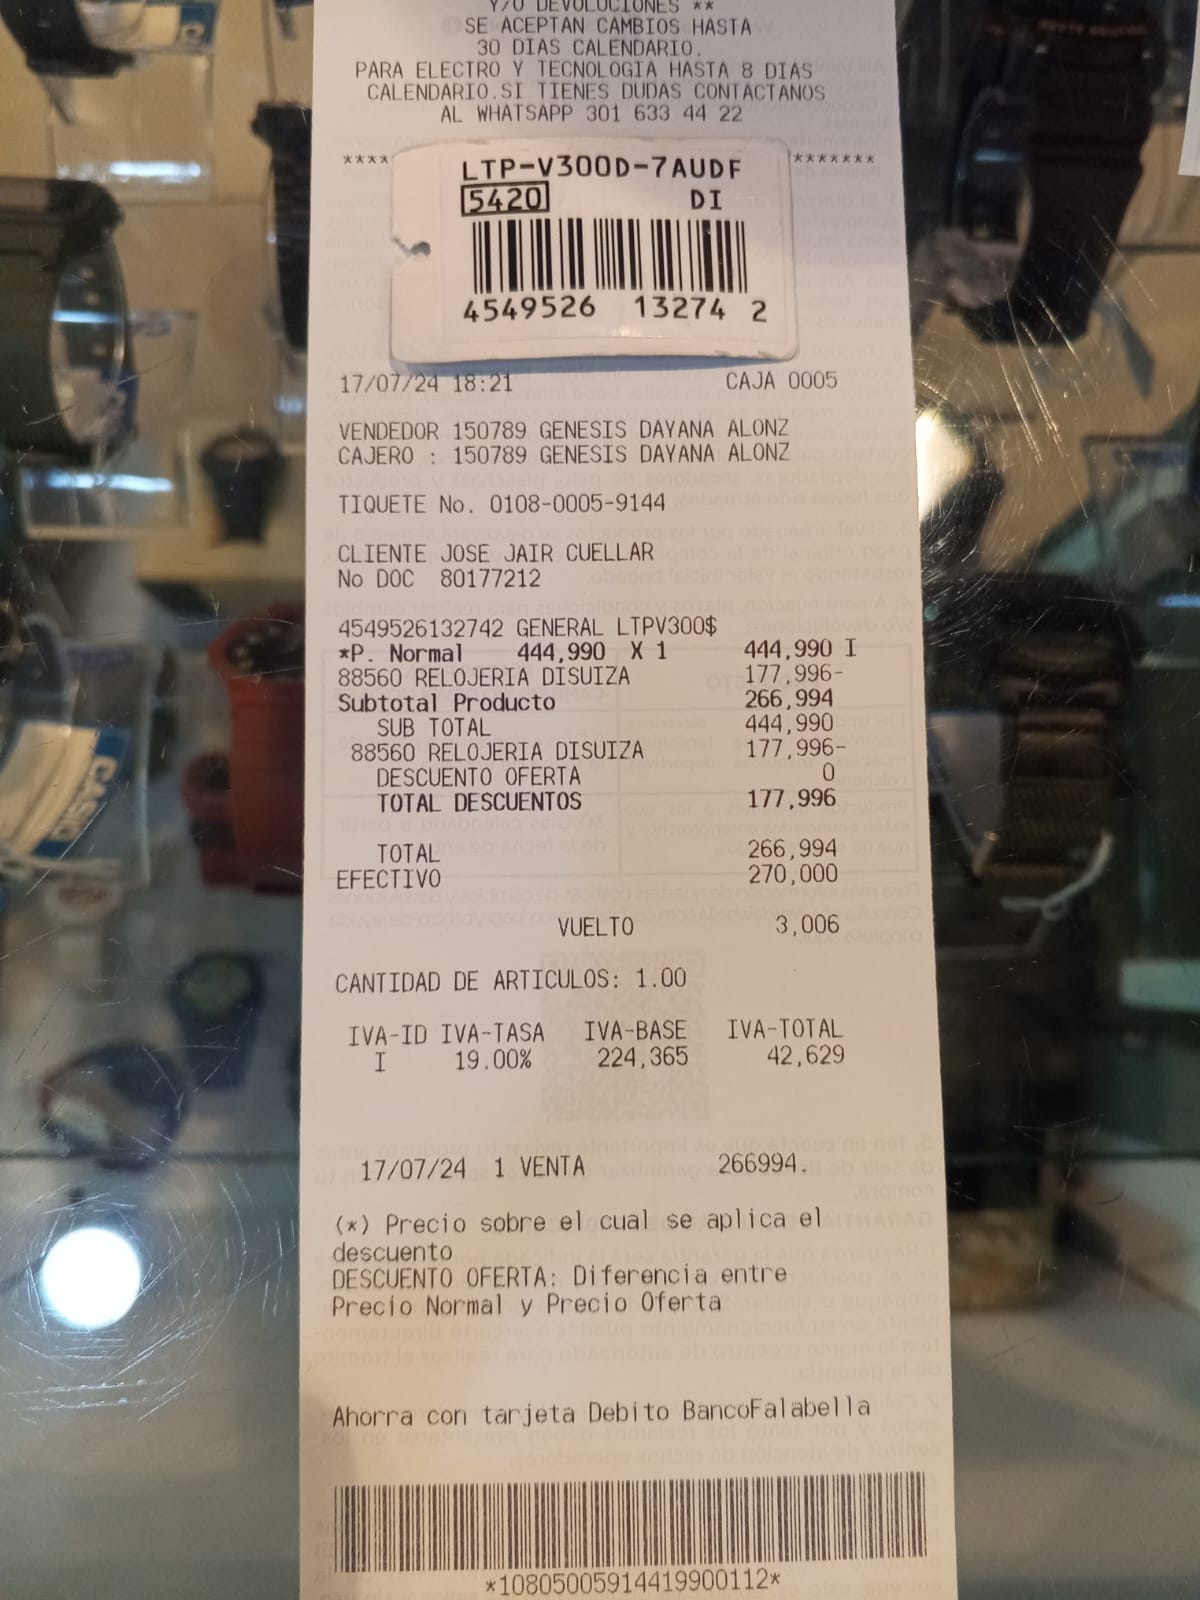 Y/O DEVOLUCIONES **
SE ACEPTAN CAMBIOS HASTA
30 DIAS CALENDARIO.
PARA ELECTRO Y TECNOLOGIA HASTA 8 DIAS
CALENDARIO.SI TIENES DUDAS CONTACTANOS
AL WHATSAPP 301 633 44 22
**** *******
LTP-V300D-7AUDF
5420 DI
4549526 13274 2
17/07/24 18:21 CAJA 0005
VENDEDOR 150789 GENESIS DAYANA ALONZ
CAJERO : 150789 GENESIS DAYANA ALONZ
TIQUETE No. 0108-0005-9144
CLIENTE JOSE JAIR CUELLAR
No DOC 80177212
4549526132742 GENERAL LTPV300$
*P. Normal 444,990 X 1 444,990 I
88560 RELOJERIA DISUIZA 177,996-
Subtotal Producto 266,994
SUB TOTAL 444,990
88560 RELOJERIA DISUIZA 177,996-
DESCUENTO OFERTA 0
TOTAL DESCUENTOS 177,996
TOTAL 266,994
EFECTIVO 270,000
VUELTO 3,006
CANTIDAD DE ARTICULOS: 1.00
IVA-ID IVA-TASA IVA-BASE IVA-TOTAL
I 19.00% 224,365 42,629
17/07/24 1 VENTA 266994.
(*) Precio sobre el cual se aplica el
descuento
DESCUENTO OFERTA: Diferencia entre
Precio Normal y Precio Oferta
Ahorra con tarjeta Debito BancoFalabella
*10805005914419900112*
CASIO